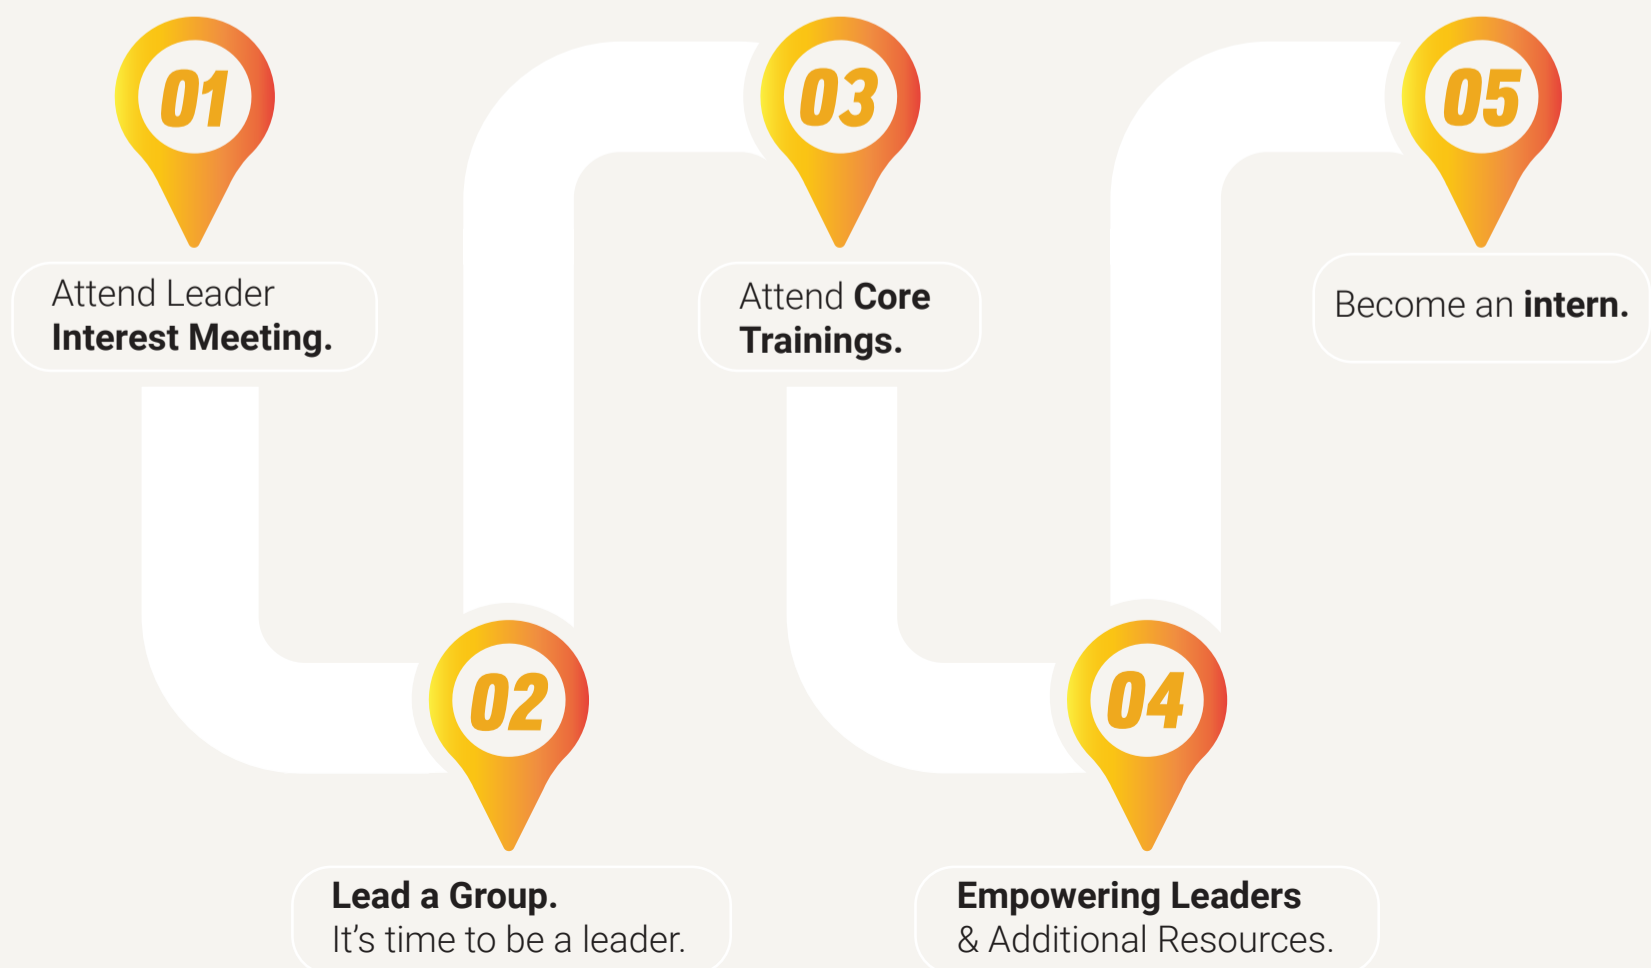 01
Attend Leader
Interest Meeting.
02
Lead a Group.
It's time to be a leader.
03
Attend Core
Trainings.
04
Empowering Leaders
& Additional Resources.
05
Become an intern.